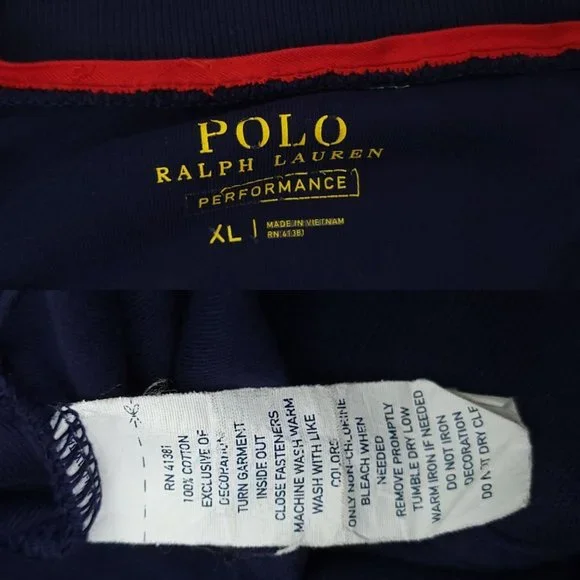 POLO
RALPH LAUREN
PERFORMANCE
XL
MADE IN VIETNAM
RN 41381
RN 41381
100% COTTON
EXCLUSIVE OF
DECORATION
TURN GARMENT
INSIDE OUT
CLOSE FASTENERS
MACHINE WASH WARM
WASH WITH LIKE
COLORS
ONLY NON-CHLORINE
BLEACH WHEN
NEEDED
REMOVE PROMPTLY
TUMBLE DRY LOW
WARM IRON IF NEEDED
DO NOT IRON
DECORATION
DO NOT DRY CLE